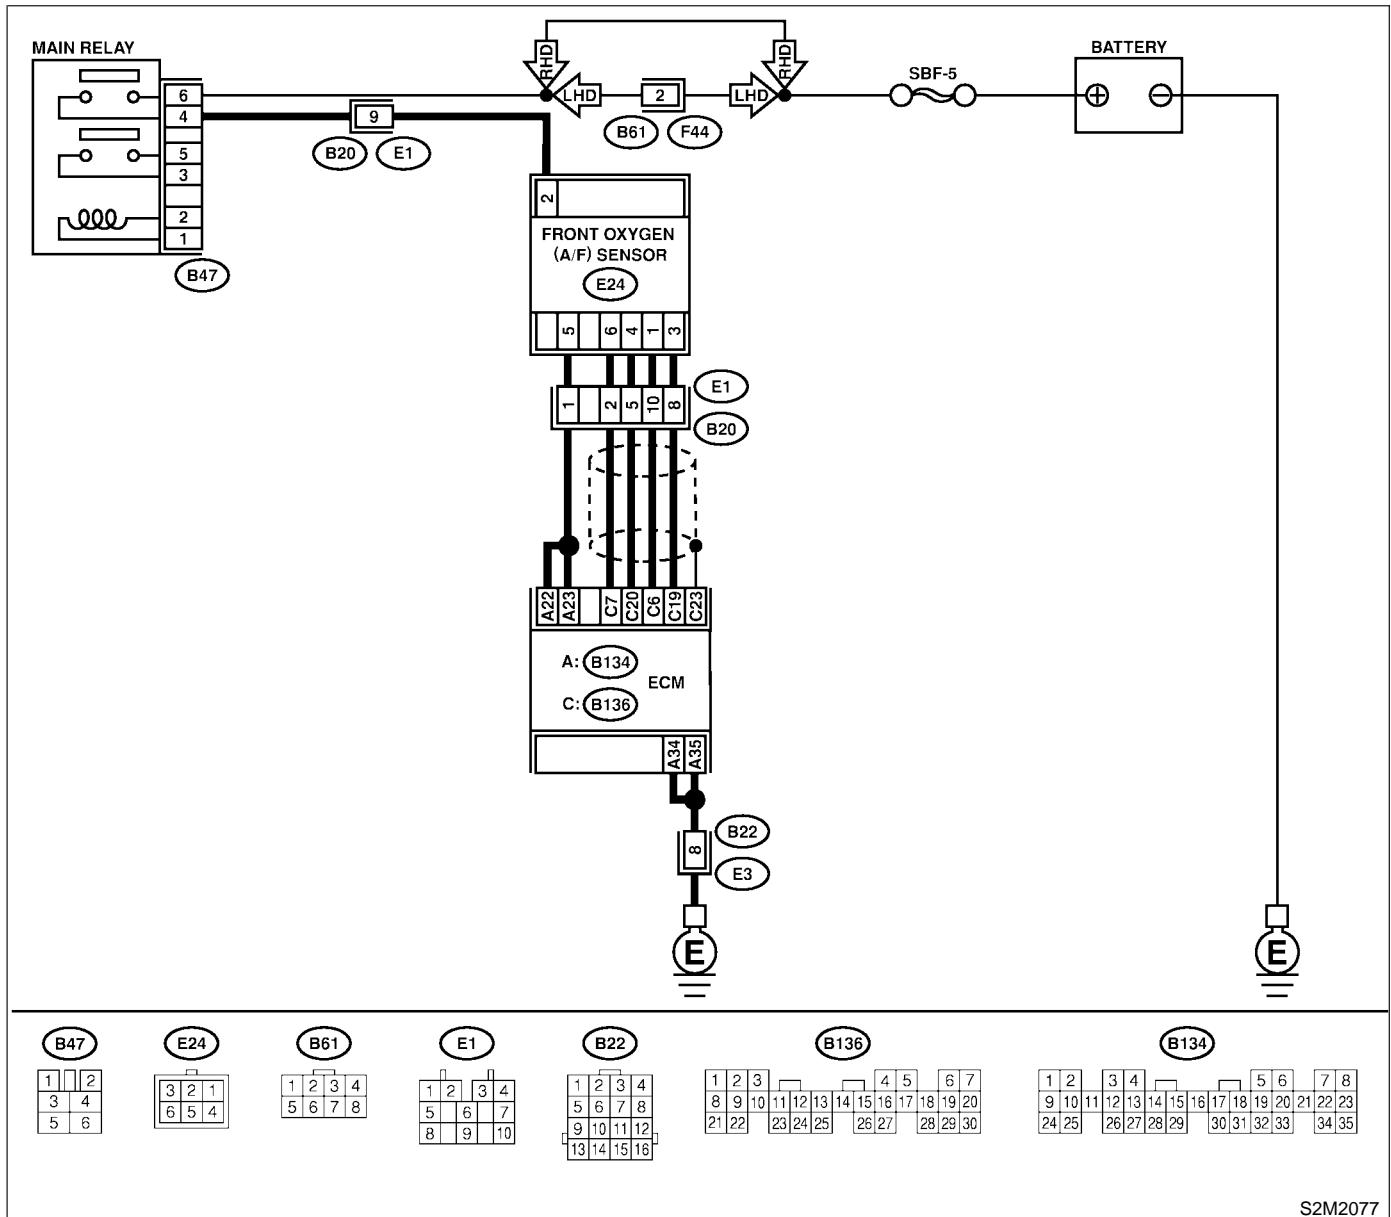 MAIN RELAY
BATTERY
SBF-5
RHD
RHD
LHD
2
LHD
6
4
5
3
2
1
9
B20
E1
B61
F44
B47
2
FRONT OXYGEN
(A/F) SENSOR
E24
5 6 4 1 3
E1
1 2 5 10 8
B20
A22 A23 C7 C20 C6 C19 C23
A: B134
ECM
C: B136
A34 A35
B22
8
E3
E
E
B47
1 2
3 4
5 6
E24
3 2 1
6 5 4
B61
1 2 3 4
5 6 7 8
E1
1 2 3 4
5 6 7
8 9 10
B22
1 2 3 4
5 6 7 8
9 10 11 12
13 14 15 16
B136
1 2 3 4 5 6 7
8 9 10 11 12 13 14 15 16 17 18 19 20
21 22 23 24 25 26 27 28 29 30
B134
1 2 3 4 5 6 7 8
9 10 11 12 13 14 15 16 17 18 19 20 21 22 23
24 25 26 27 28 29 30 31 32 33 34 35
S2M2077